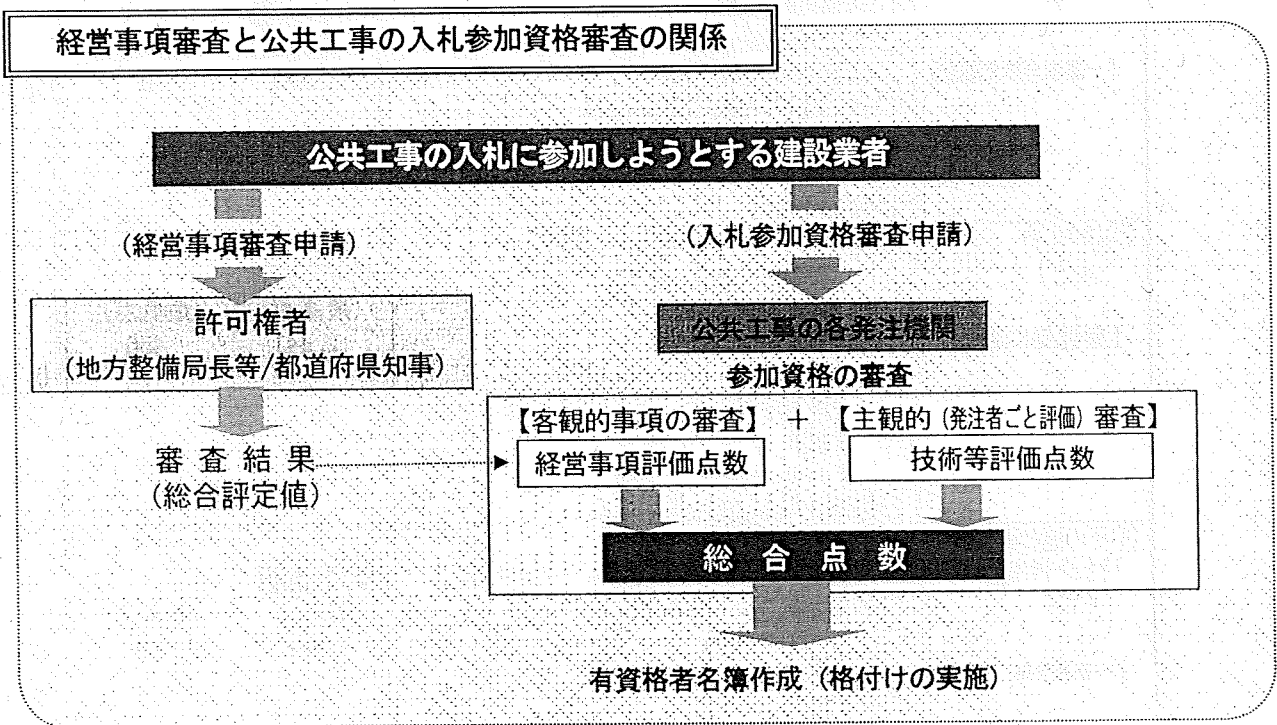 経営事項審査と公共工事の入札参加資格審査の関係
公共工事の入札に参加しようとする建設業者
(経営事項審査申請)
(入札参加資格審査申請)
許可権者
(地方整備局長等/都道府県知事)
公共工事の各発注機関
参加資格の審査
審査結果
(総合評定値)
【客観的事項の審査】 + 【主観的(発注者ごと評価)審査】
経営事項評価点数
技術等評価点数
総合点数
有資格者名簿作成(格付けの実施)